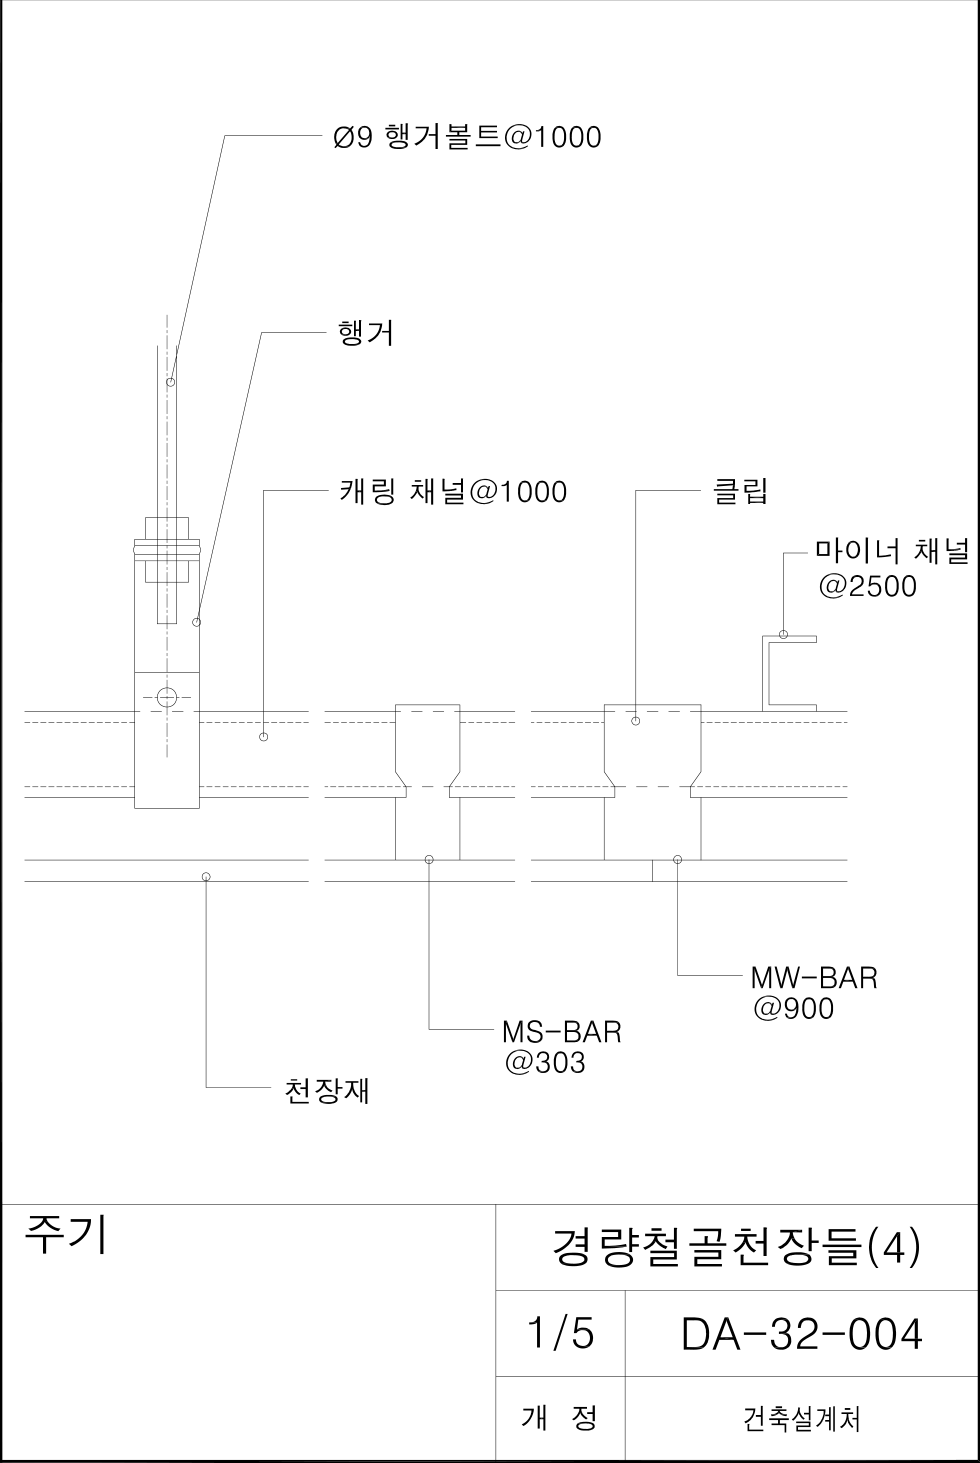 Ø9 행거볼트@1000
행거
캐링 채널@1000
클립
마이너 채널
@2500
MW-BAR
@900
MS-BAR
@303
천장재
주기
경량철골천장들(4)
1/5
DA-32-004
개 정
건축설계처